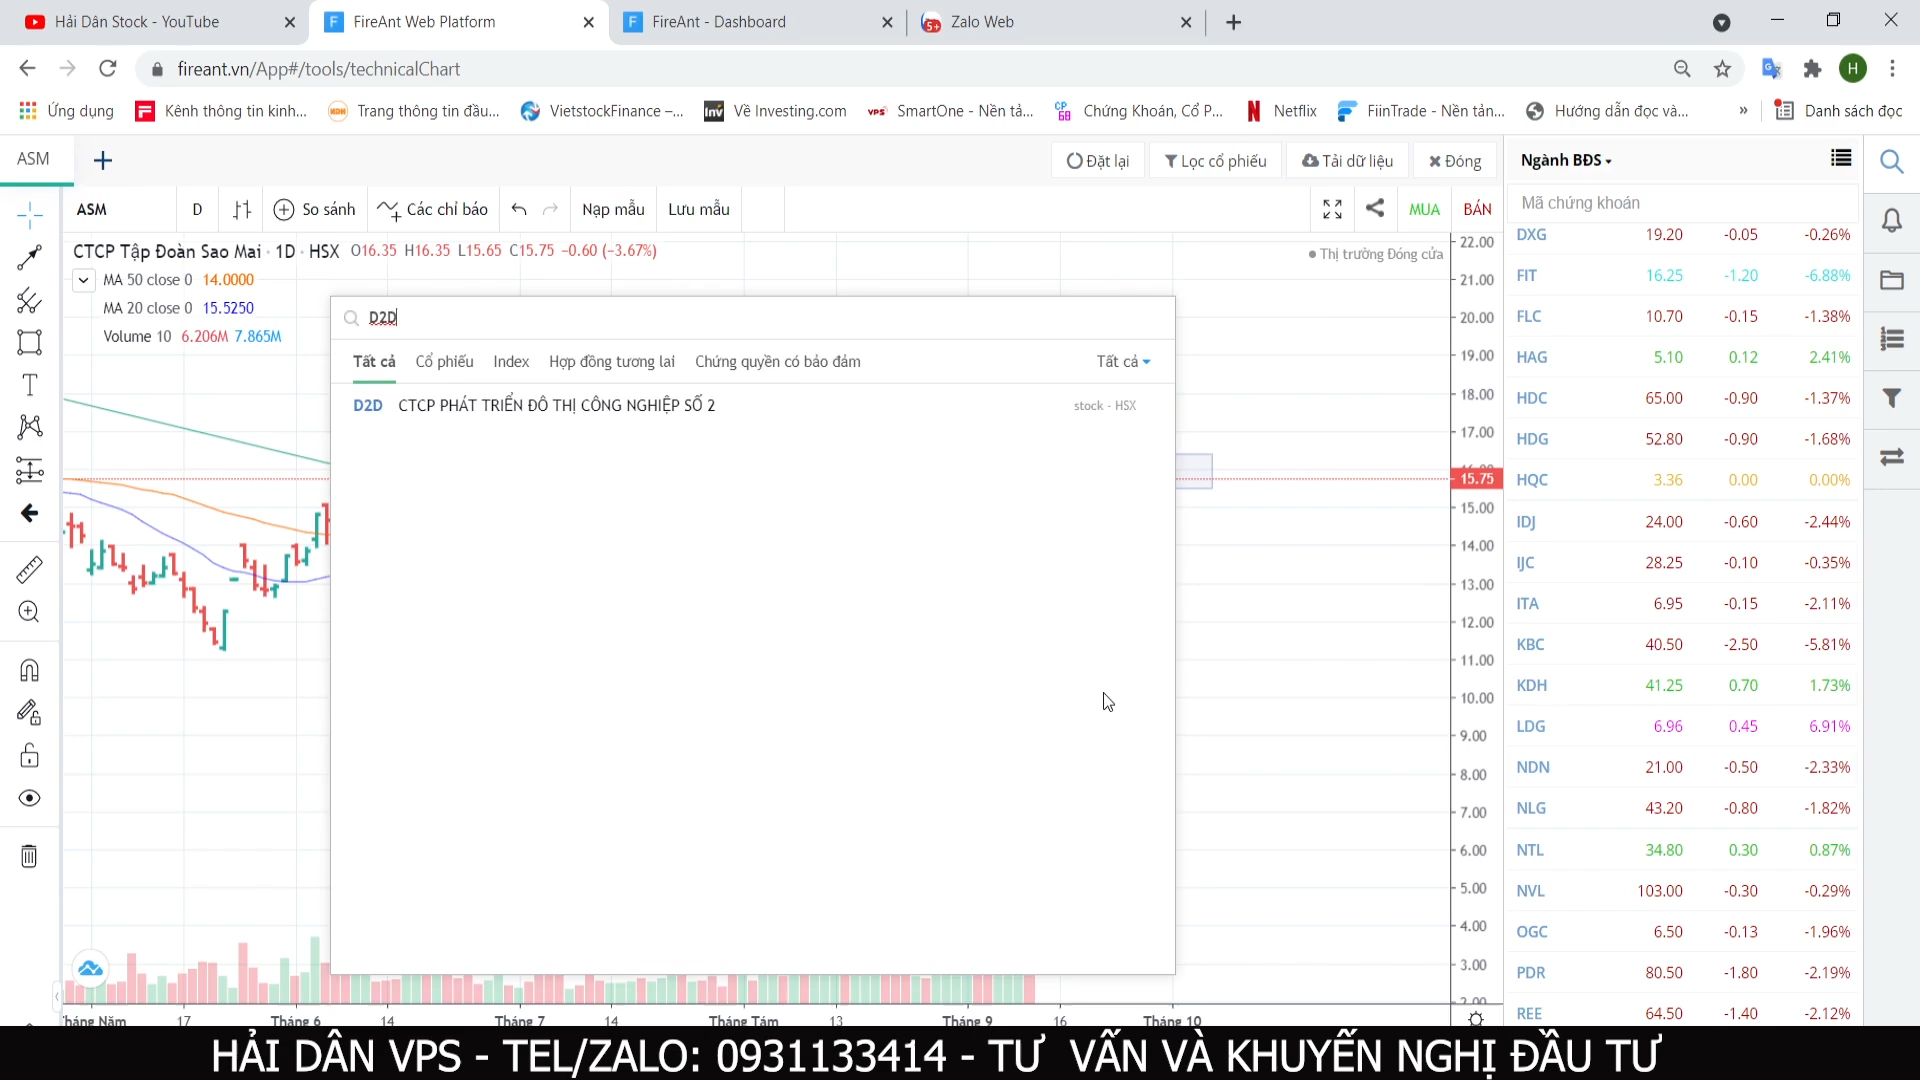 Hải Dân Stock - YouTube
FireAnt Web Platform
FireAnt - Dashboard
Zalo Web
fireant.vn/App#/tools/technicalChart
H
Ứng dụng
Kênh thông tin kinh...
Trang thông tin đầu...
VietstockFinance –...
Về Investing.com
SmartOne - Nền tả...
Chứng Khoán, Cổ P...
Netflix
FiinTrade - Nền tản...
Hướng dẫn đọc và...
»
Danh sách đọc
ASM
Đặt lại
Lọc cổ phiếu
Tải dữ liệu
Đóng
Ngành BĐS
ASM
D
So sánh
Các chỉ báo
Nạp mẫu
Lưu mẫu
MUA
BÁN
Mã chứng khoán
CTCP Tập Đoàn Sao Mai · 1D · HSX O16.35 H16.35 L15.65 C15.75 −0.60 (−3.67%)
Thị trường Đóng cửa
MA 50 close 0 14.0000
MA 20 close 0 15.5250
Volume 10 6.206M 7.865M
D2D
Tất cả
Cổ phiếu
Index
Hợp đồng tương lai
Chứng quyền có bảo đảm
Tất cả
D2D CTCP PHÁT TRIỂN ĐÔ THỊ CÔNG NGHIỆP SỐ 2
stock - HSX
22.00
21.00
20.00
19.00
18.00
17.00
16.00
15.75
15.00
14.00
13.00
12.00
11.00
10.00
9.00
8.00
7.00
6.00
5.00
4.00
3.00
2.00
DXG 19.20 -0.05 -0.26%
FIT 16.25 -1.20 -6.88%
FLC 10.70 -0.15 -1.38%
HAG 5.10 0.12 2.41%
HDC 65.00 -0.90 -1.37%
HDG 52.80 -0.90 -1.68%
HQC 3.36 0.00 0.00%
IDJ 24.00 -0.60 -2.44%
IJC 28.25 -0.10 -0.35%
ITA 6.95 -0.15 -2.11%
KBC 40.50 -2.50 -5.81%
KDH 41.25 0.70 1.73%
LDG 6.96 0.45 6.91%
NDN 21.00 -0.50 -2.33%
NLG 43.20 -0.80 -1.82%
NTL 34.80 0.30 0.87%
NVL 103.00 -0.30 -0.29%
OGC 6.50 -0.13 -1.96%
PDR 80.50 -1.80 -2.19%
REE 64.50 -1.40 -2.12%
Tháng Năm 17 Tháng 6 14 Tháng 7 14 Tháng Tám 13 Tháng 9 16 Tháng 10
HẢI DÂN VPS - TEL/ZALO: 0931133414 - TƯ VẤN VÀ KHUYẾN NGHỊ ĐẦU TƯ